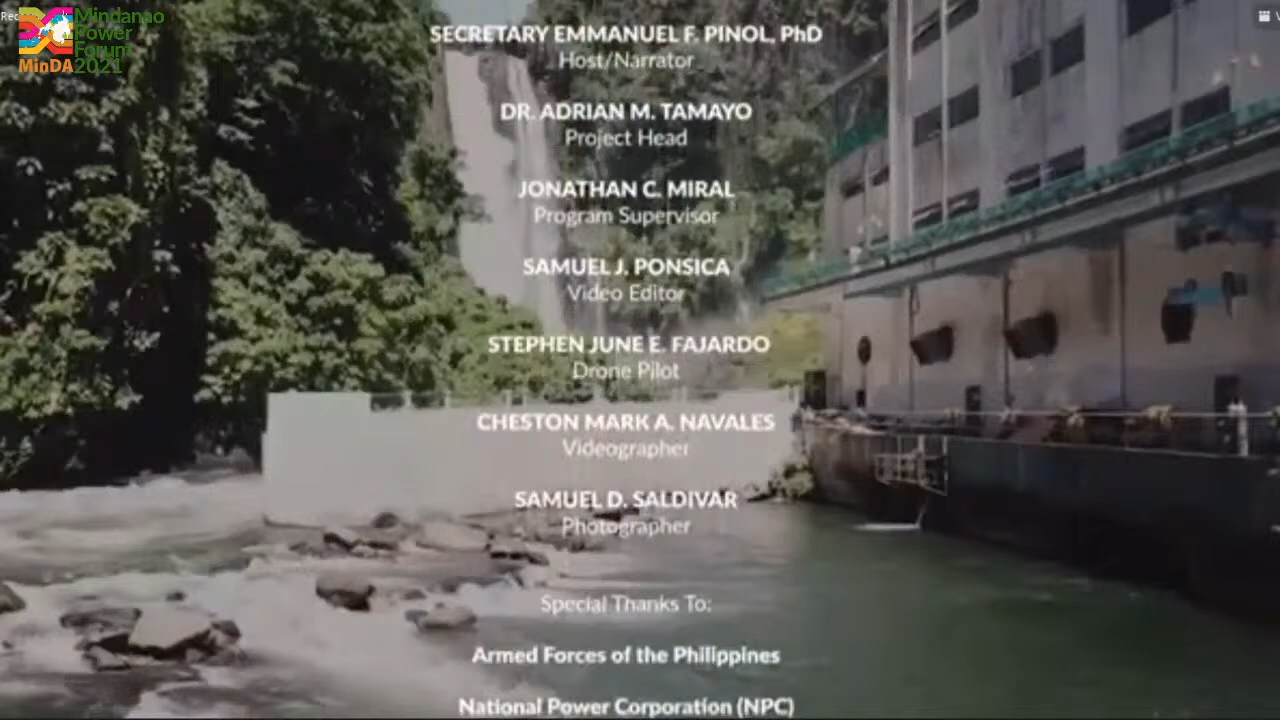 Rec
Mindanao
Power
Forum
MinDA 2021
SECRETARY EMMANUEL F. PINOL, PhD
Host/Narrator
DR. ADRIAN M. TAMAYO
Project Head
JONATHAN C. MIRAL
Program Supervisor
SAMUEL J. PONSICA
Video Editor
STEPHEN JUNE E. FAJARDO
Drone Pilot
CHESTON MARK A. NAVALES
Videographer
SAMUEL D. SALDIVAR
Photographer
Special Thanks To:
Armed Forces of the Philippines
National Power Corporation (NPC)